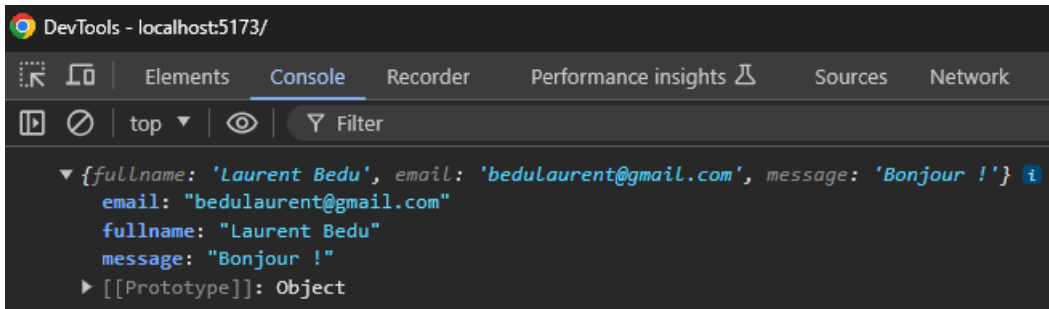 DevTools - localhost:5173/
Elements Console Recorder Performance insights Sources Network
top ▼ Filter
▼ {fullname: 'Laurent Bedu', email: 'bedulaurent@gmail.com', message: 'Bonjour !'} i
email: "bedulaurent@gmail.com"
fullname: "Laurent Bedu"
message: "Bonjour !"
▶ [[Prototype]]: Object